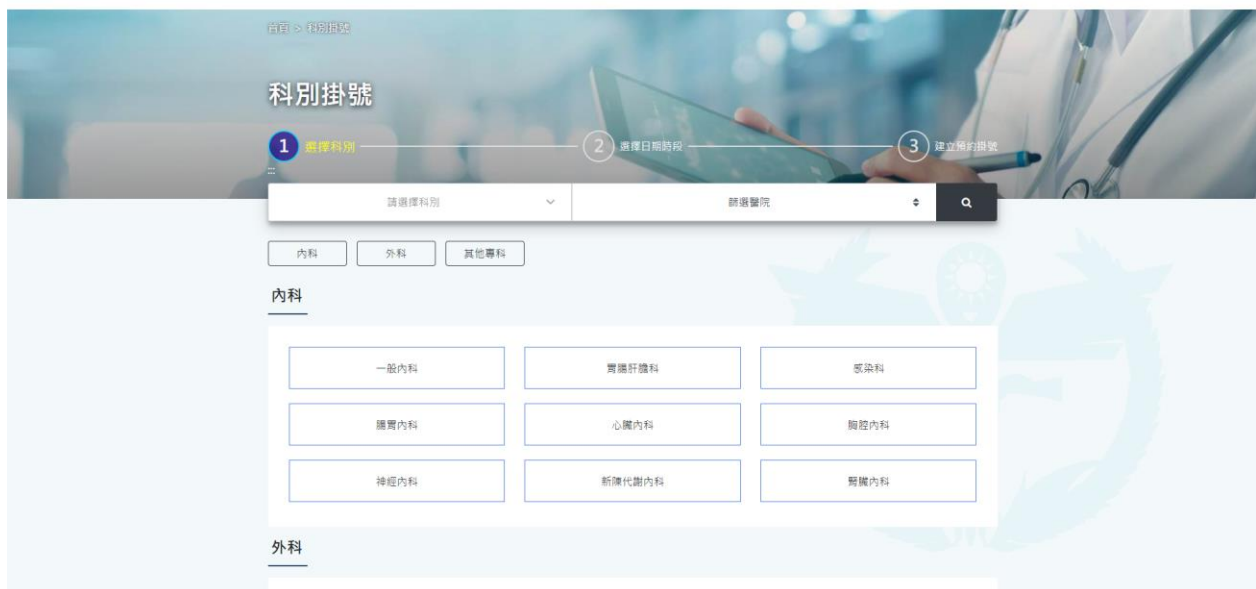 首頁 > 科別掛號
科別掛號
1 選擇科別
2 選擇日期時段
3 建立預約掛號
:::
請選擇科別
篩選醫院
內科
外科
其他專科
內科
一般內科
胃腸肝膽科
感染科
腸胃內科
心臟內科
胸腔內科
神經內科
新陳代謝內科
腎臟內科
外科